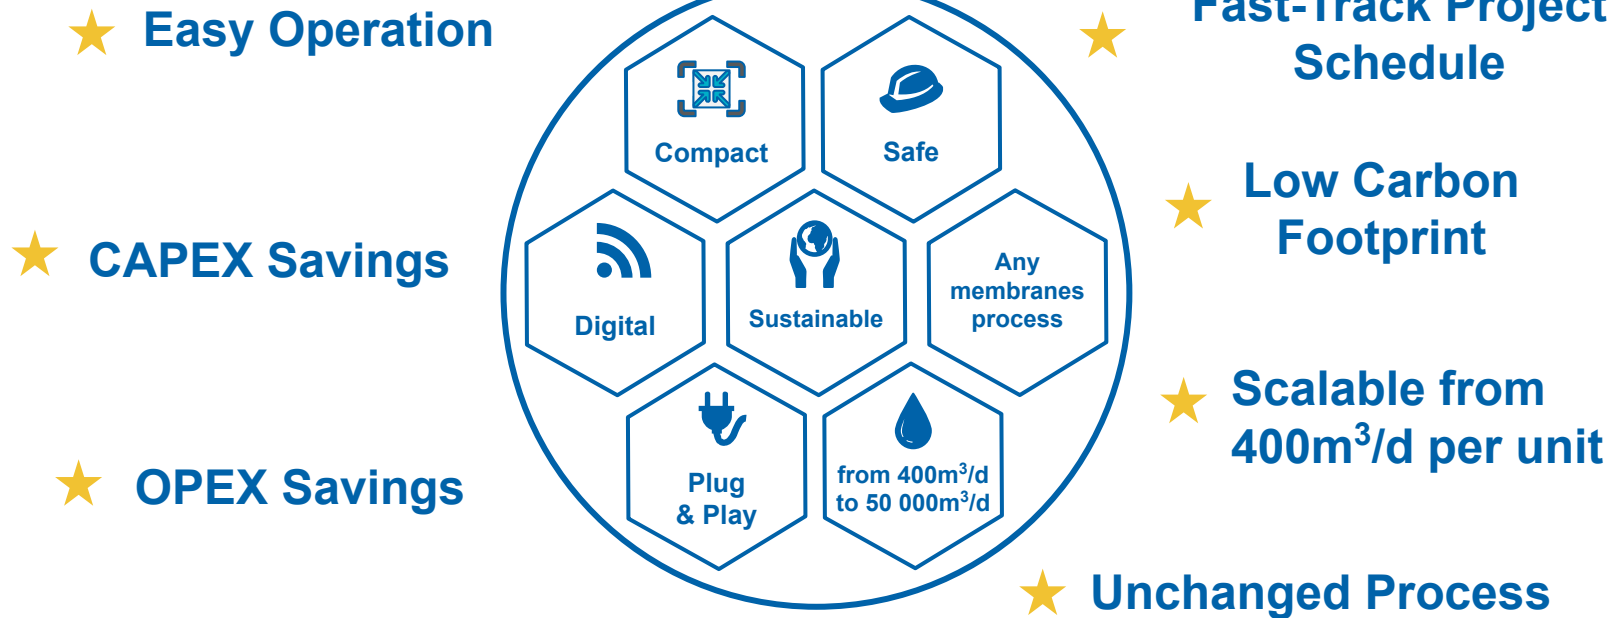 Easy Operation
CAPEX Savings
OPEX Savings
Compact
Safe
Digital
Sustainable
Any
membranes
process
Plug
& Play
from 400m³/d
to 50 000m³/d
Fast-Track Project
Schedule
Low Carbon
Footprint
Scalable from
400m³/d per unit
Unchanged Process